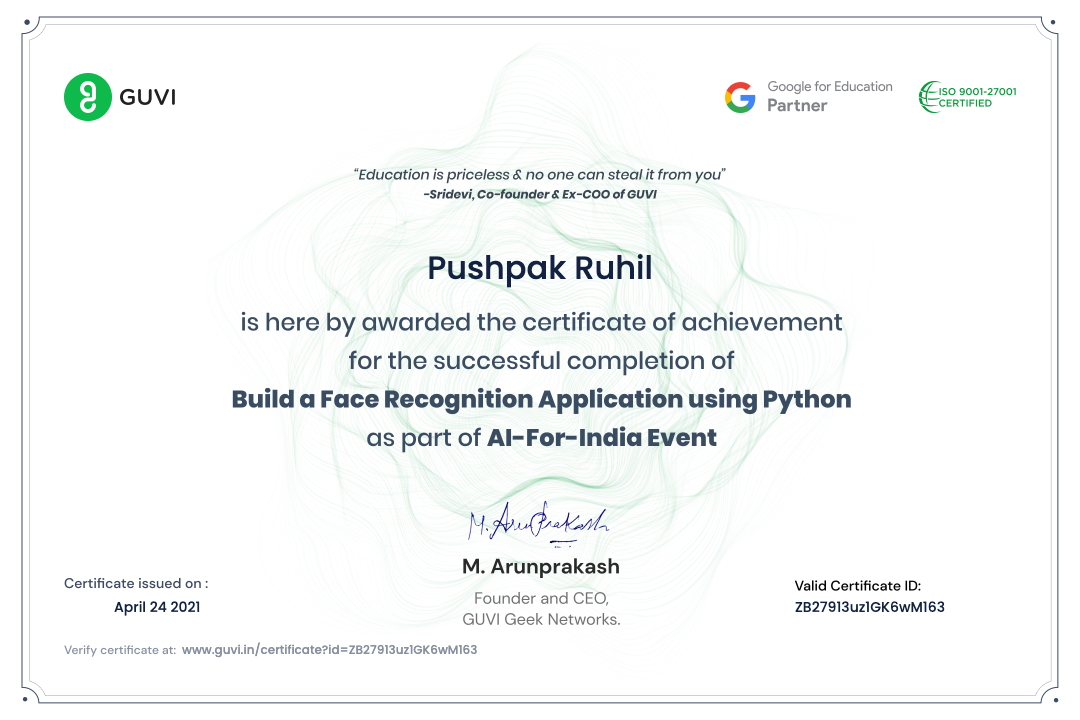 GUVI
Google for Education
Partner
ISO 9001-27001
CERTIFIED
“Education is priceless & no one can steal it from you”
-Sridevi, Co-founder & Ex-COO of GUVI
Pushpak Ruhil
is here by awarded the certificate of achievement
for the successful completion of
Build a Face Recognition Application using Python
as part of AI-For-India Event
M. ArunPrakash
M. Arunprakash
Founder and CEO,
GUVI Geek Networks.
Certificate issued on :
April 24 2021
Valid Certificate ID:
ZB27913uz1GK6wM163
Verify certificate at: www.guvi.in/certificate?id=ZB27913uz1GK6wM163